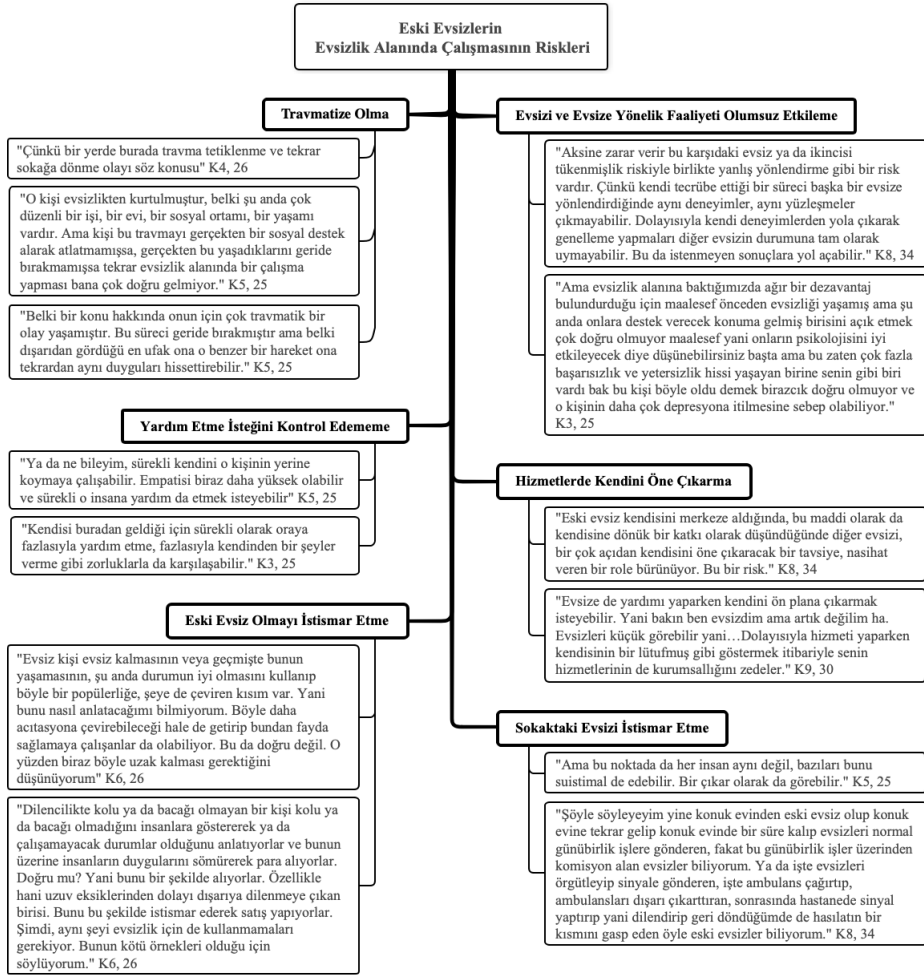 Eski Evsizlerin
Evsizlik Alanında Çalışmasının Riskleri
Travmatize Olma
"Çünkü bir yerde burada travma tetiklenme ve tekrar
sokağa dönme olayı söz konusu" K4, 26
"O kişi evsizlikten kurtulmuştur, belki şu anda çok
düzenli bir işi, bir evi, bir sosyal ortamı, bir yaşamı
vardır. Ama kişi bu travmayı gerçekten bir sosyal destek
alarak atlatmamışsa, gerçekten bu yaşadıklarını geride
bırakmamışsa tekrar evsizlik alanında bir çalışma
yapması bana çok doğru gelmiyor." K5, 25
"Belki bir konu hakkında onun için çok travmatik bir
olay yaşamıştır. Bu süreci geride bırakmıştır ama belki
dışarıdan gördüğü en ufak ona o benzer bir hareket ona
tekrardan aynı duyguları hissettirebilir." K5, 25
Yardım Etme İsteğini Kontrol Edememe
"Ya da ne bileyim, sürekli kendini o kişinin yerine
koymaya çalışabilir. Empatisi biraz daha yüksek olabilir
ve sürekli o insana yardım da etmek isteyebilir" K5, 25
"Kendisi buradan geldiği için sürekli olarak oraya
fazlasıyla yardım etme, fazlasıyla kendinden bir şeyler
verme gibi zorluklarla da karşılaşabilir." K3, 25
Eski Evsiz Olmayı İstismar Etme
"Evsiz kişi evsiz kalmasının veya geçmişte bunun
yaşamasının, şu anda durumun iyi olmasını kullanıp
böyle bir popülerliğe, şeye de çeviren kısım var. Yani
bunu nasıl anlatacağımı bilmiyorum. Böyle daha
acıtasyona çevirebileceği hale de getirip bundan fayda
sağlamaya çalışanlar da olabiliyor. Bu da doğru değil. O
yüzden biraz böyle uzak kalması gerektiğini
düşünüyorum" K6, 26
"Dilencilikte kolu ya da bacağı olmayan bir kişi kolu ya
da bacağı olmadığını insanlara göstererek ya da
çalışamayacak durumlar olduğunu anlatıyorlar ve bunun
üzerine insanların duygularını sömürerek para alıyorlar.
Doğru mu? Yani bunu bir şekilde alıyorlar. Özellikle
hani uzuv eksiklerinden dolayı dışarıya dilenmeye çıkan
birisi. Bunu bu şekilde istismar ederek satış yapıyorlar.
Şimdi, aynı şeyi evsizlik için de kullanmamaları
gerekiyor. Bunun kötü örnekleri olduğu için
söylüyorum." K6, 26
Evsizi ve Evsize Yönelik Faaliyeti Olumsuz Etkileme
"Aksine zarar verir bu karşıdaki evsiz ya da ikincisi
tükenmişlik riskiyle birlikte yanlış yönlendirme gibi bir risk
vardır. Çünkü kendi tecrübe ettiği bir süreci başka bir evsize
yönlendirdiğinde aynı deneyimler, aynı yüzleşmeler
çıkmayabilir. Dolayısıyla kendi deneyimlerden yola çıkarak
genelleme yapmaları diğer evsizin durumuna tam olarak
uymayabilir. Bu da istenmeyen sonuçlara yol açabilir." K8, 34
"Ama evsizlik alanına baktığımızda ağır bir dezavantaj
bulundurduğu için maalesef önceden evsizliği yaşamış ama şu
anda onlara destek verecek konuma gelmiş birisini açık etmek
çok doğru olmuyor maalesef yani onların psikolojisini iyi
etkileyecek diye düşünebilirsiniz başta ama bu zaten çok fazla
başarısızlık ve yetersizlik hissi yaşayan birine senin gibi biri
vardı bak bu kişi böyle oldu demek birazcık doğru olmuyor ve
o kişinin daha çok depresyona itilmesine sebep olabiliyor."
K3, 25
Hizmetlerde Kendini Öne Çıkarma
"Eski evsiz kendisini merkeze aldığında, bu maddi olarak da
kendisine dönük bir katkı olarak düşündüğünde diğer evsizi,
bir çok açıdan kendisini öne çıkaracak bir tavsiye, nasihat
veren bir role bürünüyor. Bu bir risk." K8, 34
"Evsize de yardımı yaparken kendini ön plana çıkarmak
isteyebilir. Yani bakın ben evsizdim ama artık değilim ha.
Evsizleri küçük görebilir yani…Dolayısıyla hizmeti yaparken
kendisinin bir lütufmuş gibi göstermek itibariyle senin
hizmetlerinin de kurumsallığını zedeler." K9, 30
Sokaktaki Evsizi İstismar Etme
"Ama bu noktada da her insan aynı değil, bazıları bunu
suistimal de edebilir. Bir çıkar olarak da görebilir." K5, 25
"Şöyle söyleyeyim yine konuk evinden eski evsiz olup konuk
evine tekrar gelip konuk evinde bir süre kalıp evsizleri normal
günübirlik işlere gönderen, fakat bu günübirlik işler üzerinden
komisyon alan evsizler biliyorum. Ya da işte evsizleri
örgütleyip sinyale gönderen, işte ambulans çağırtıp,
ambulansları dışarı çıkarttıran, sonrasında hastanede sinyal
yaptırıp yani dilendirip geri döndüğümde de hasılatın bir
kısmını gasp eden öyle eski evsizler biliyorum." K8, 34